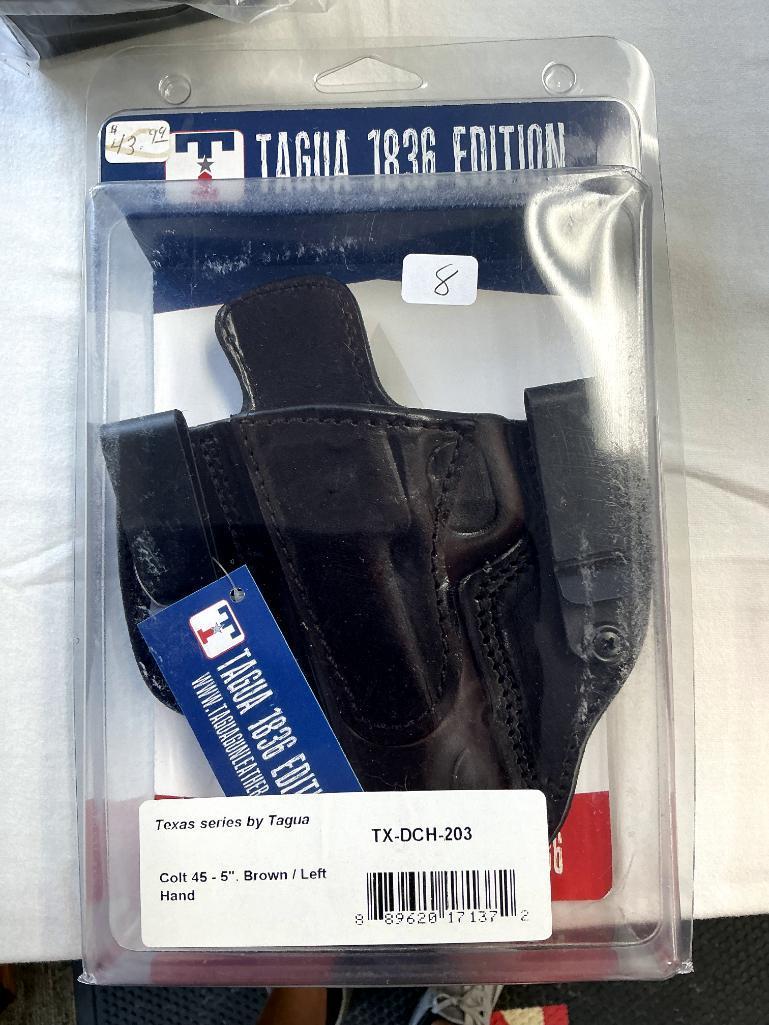 $43.99
T TAGUA 1836 EDITION
8
T
TAGUA 1836 EDITI
WWW.TAGUAGUNLEATHER
Texas series by Tagua
TX-DCH-203
Colt 45 - 5". Brown / Left
Hand
8 89620 17137 2
6